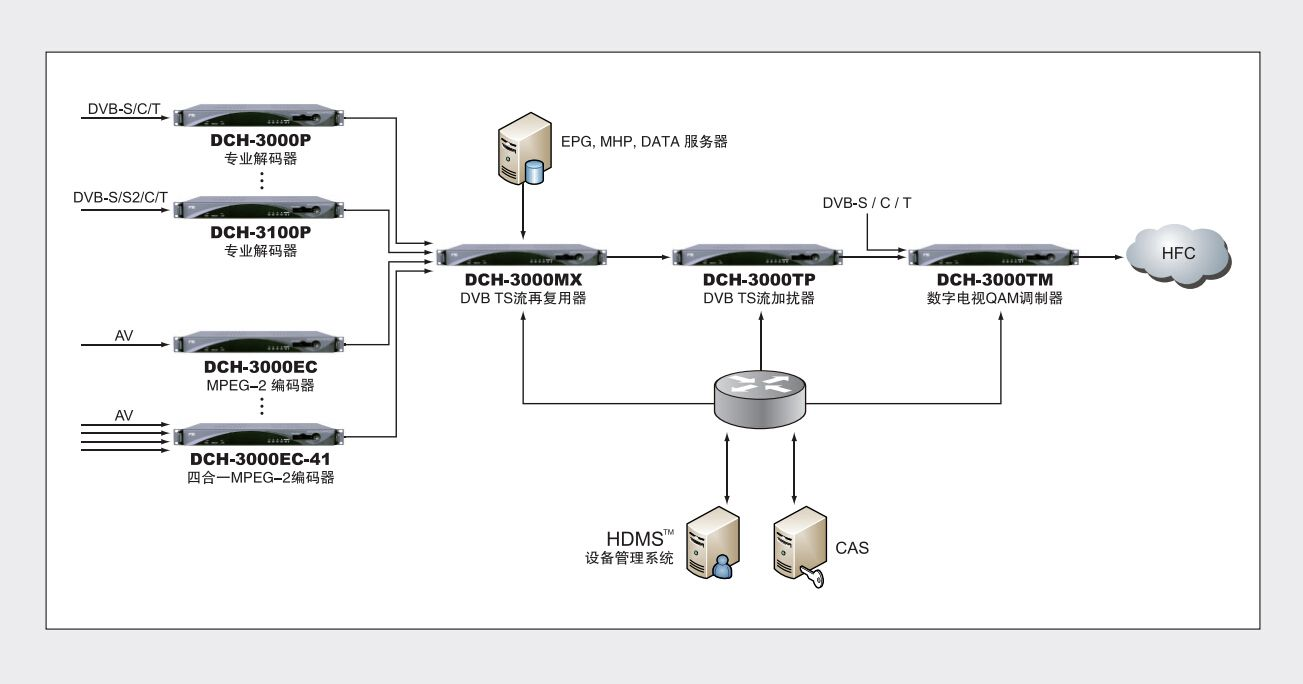 DVB-S/C/T
DCH-3000P
专业解码器
DVB-S/S2/C/T
DCH-3100P
专业解码器
AV
DCH-3000EC
MPEG–2 编码器
AV
DCH-3000EC-41
四合一MPEG–2编码器
EPG, MHP, DATA 服务器
DCH-3000MX
DVB TS流再复用器
DCH-3000TP
DVB TS流加扰器
DVB-S / C / T
DCH-3000TM
数字电视QAM调制器
HFC
HDMS™
设备管理系统
CAS